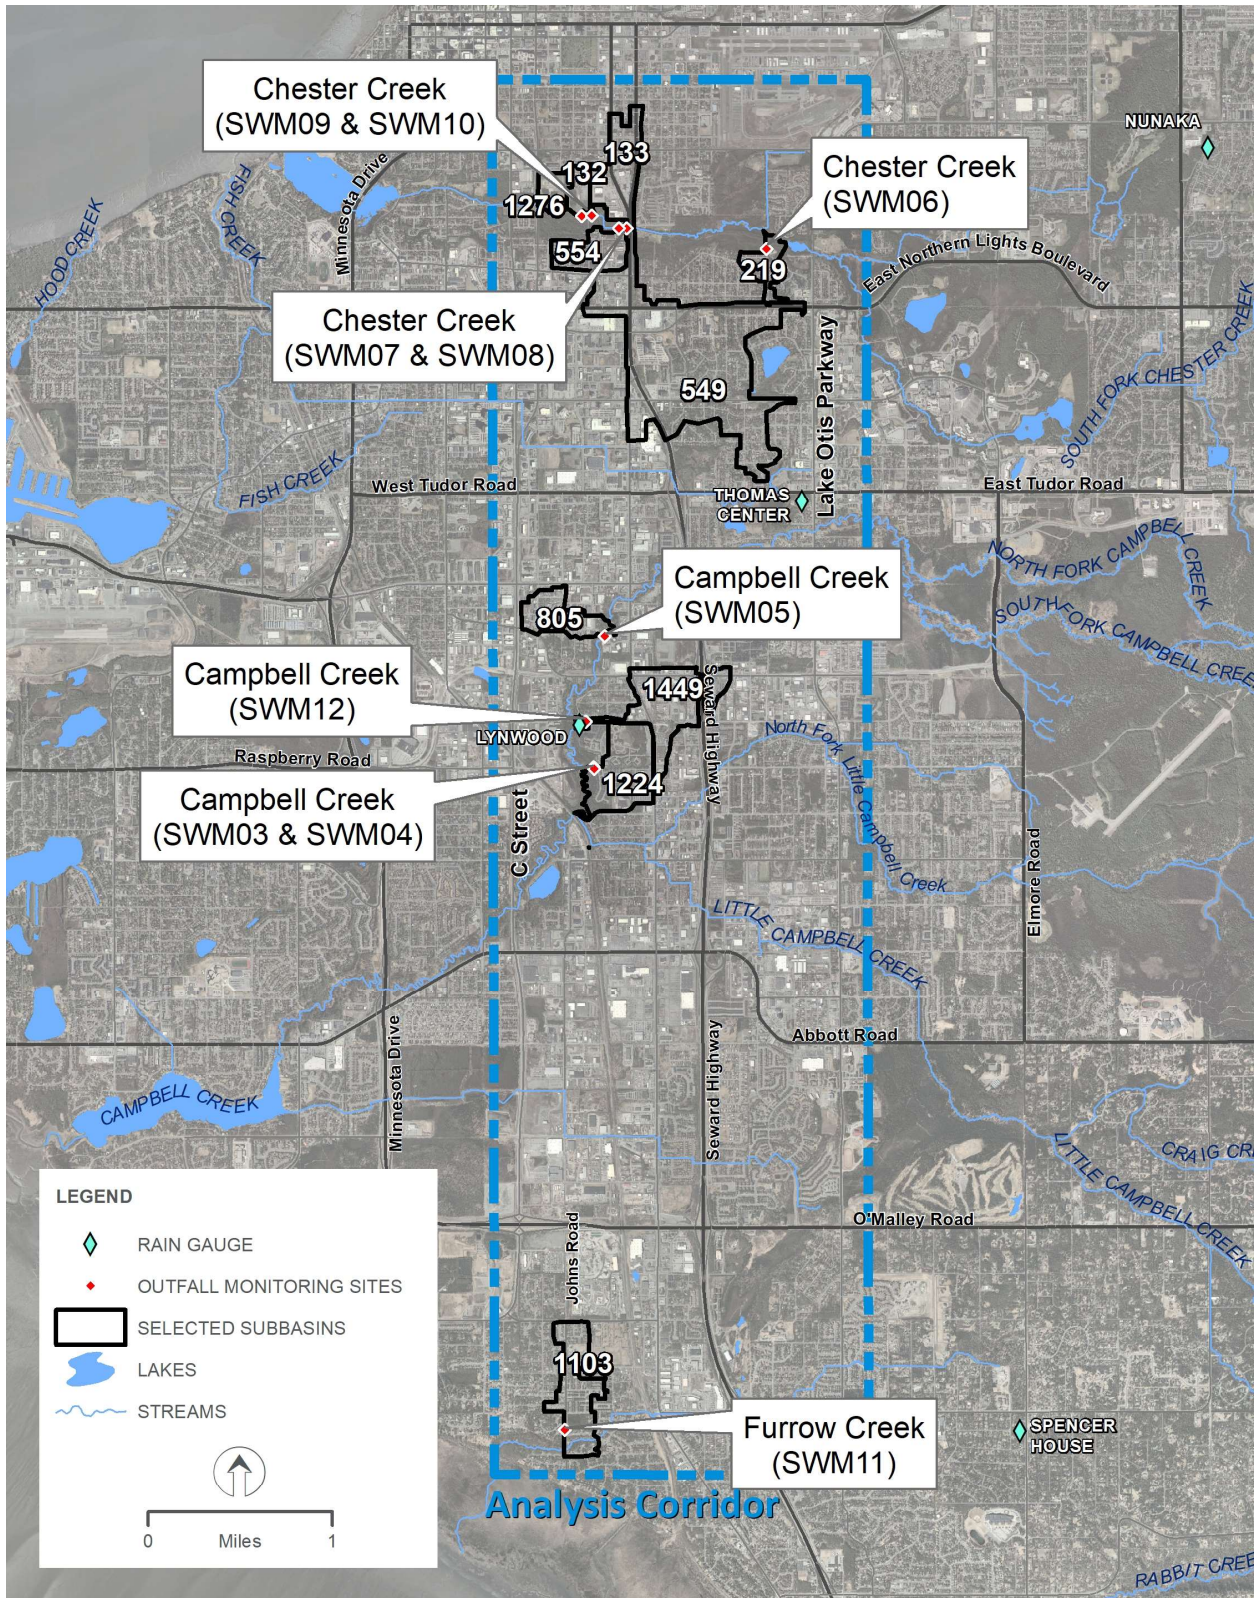 Chester Creek
(SWM09 & SWM10)
NUNAKA
133
132
Chester Creek
(SWM06)
FISH CREEK
Minnesota Drive
1276
HOOD CREEK
554
219
East Northern Lights Boulevard
Chester Creek
(SWM07 & SWM08)
549
Lake Otis Parkway
SOUTH FORK CHESTER CREEK
FISH CREEK
West Tudor Road
THOMAS
CENTER
East Tudor Road
NORTH FORK CAMPBELL CREEK
Campbell Creek
(SWM05)
805
SOUTH FORK CAMPBELL CREE
Campbell Creek
(SWM12)
1449
Seward Highway
LYNWOOD
Raspberry Road
North Fork Little Campbell Creek
1224
Campbell Creek
(SWM03 & SWM04)
C Street
Elmore Road
LITTLE CAMPBELL CREEK
Abbott Road
Minnesota Drive
Seward Highway
CAMPBELL CREEK
CRAIG CRE
LITTLE CAMPBELL CREEK
O'Malley Road
Johns Road
1103
Furrow Creek
(SWM11)
SPENCER
HOUSE
Analysis Corridor
RABBIT CREE
LEGEND
RAIN GAUGE
OUTFALL MONITORING SITES
SELECTED SUBBASINS
LAKES
STREAMS
0 Miles 1